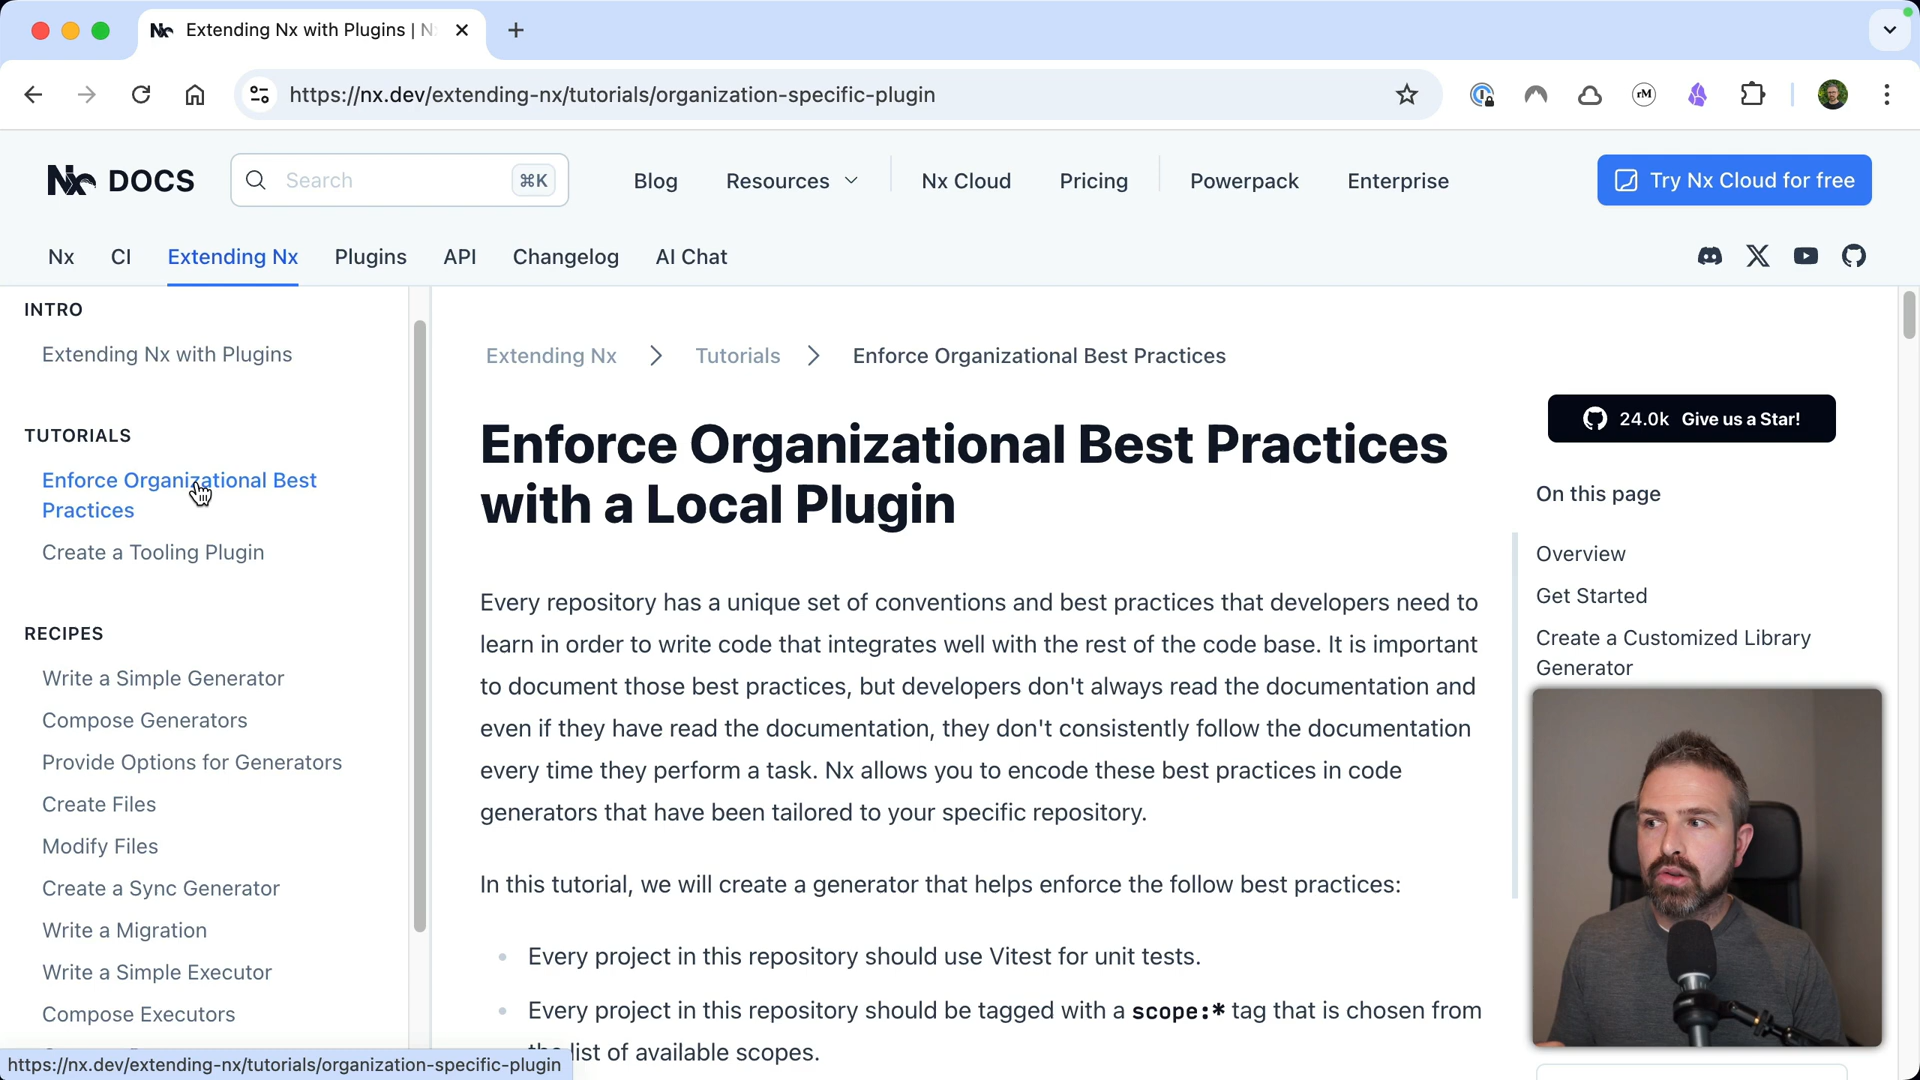 Extending Nx with Plugins | N
https://nx.dev/extending-nx/tutorials/organization-specific-plugin
rM
Nx DOCS
Search
⌘K
Blog
Resources
Nx Cloud
Pricing
Powerpack
Enterprise
Try Nx Cloud for free
Nx
CI
Extending Nx
Plugins
API
Changelog
AI Chat
INTRO
Extending Nx with Plugins
TUTORIALS
Enforce Organizational Best
Practices
Create a Tooling Plugin
RECIPES
Write a Simple Generator
Compose Generators
Provide Options for Generators
Create Files
Modify Files
Create a Sync Generator
Write a Migration
Write a Simple Executor
Compose Executors
https://nx.dev/extending-nx/tutorials/organization-specific-plugin
Extending Nx > Tutorials > Enforce Organizational Best Practices
Enforce Organizational Best Practices
with a Local Plugin
Every repository has a unique set of conventions and best practices that developers need to
learn in order to write code that integrates well with the rest of the code base. It is important
to document those best practices, but developers don't always read the documentation and
even if they have read the documentation, they don't consistently follow the documentation
every time they perform a task. Nx allows you to encode these best practices in code
generators that have been tailored to your specific repository.
In this tutorial, we will create a generator that helps enforce the follow best practices:
• Every project in this repository should use Vitest for unit tests.
• Every project in this repository should be tagged with a scope:* tag that is chosen from
list of available scopes.
24.0k Give us a Star!
On this page
Overview
Get Started
Create a Customized Library
Generator